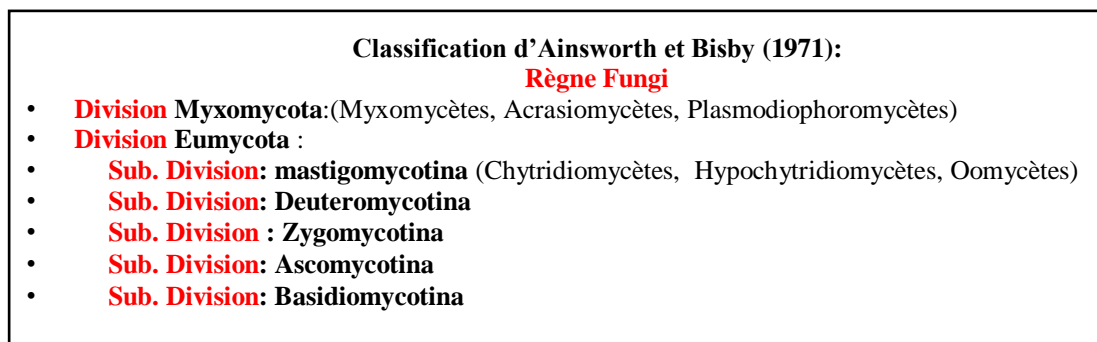 Classification d'Ainsworth et Bisby (1971):
Règne Fungi
• Division Myxomycota:(Myxomycètes, Acrasiomycètes, Plasmodiophoromycètes)
• Division Eumycota :
• Sub. Division: mastigomycotina (Chytridiomycètes, Hypochytridiomycètes, Oomycètes)
• Sub. Division: Deuteromycotina
• Sub. Division : Zygomycotina
• Sub. Division: Ascomycotina
• Sub. Division: Basidiomycotina